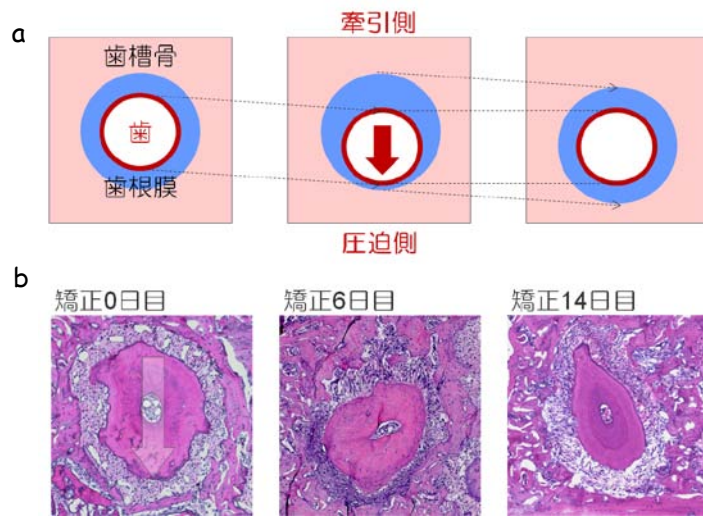 a
牽引側
歯槽骨
歯
歯根膜
圧迫側
b
矯正0日目
矯正6日目
矯正14日目